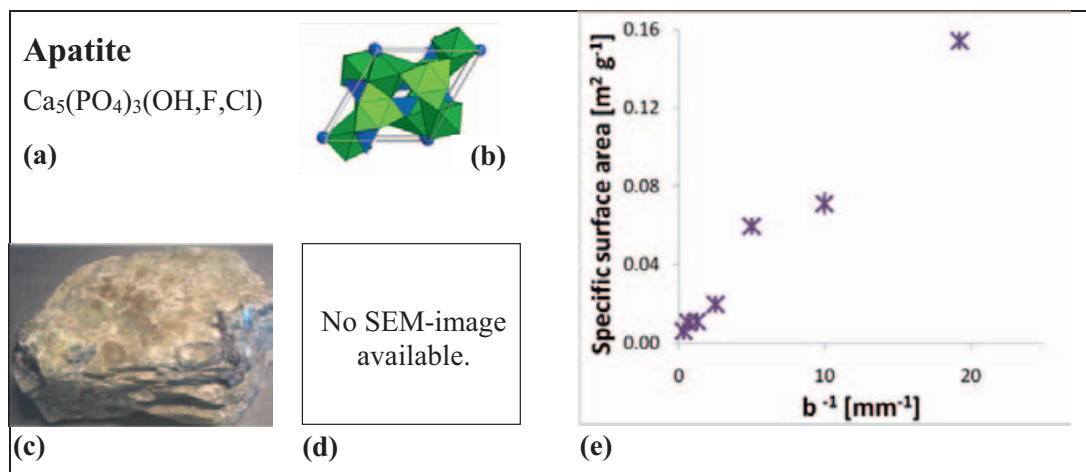 Apatite
Ca₅(PO₄)₃(OH,F,Cl)
(a)
(b)
(c)
No SEM-image
available.
(d)
Specific surface area [m² g⁻¹]
0.16
0.12
0.08
0.04
0.00
0
10
20
b ⁻¹ [mm⁻¹]
(e)